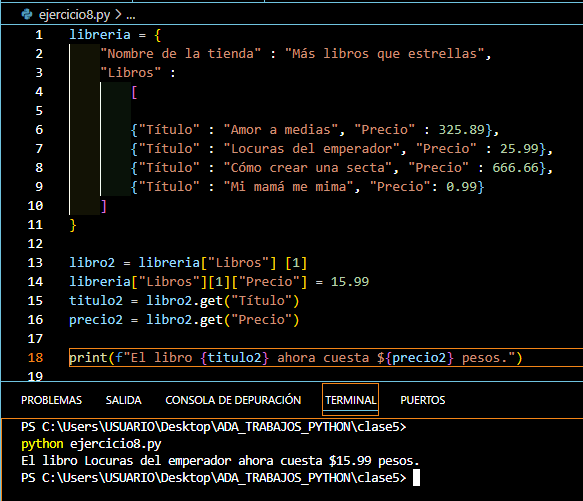 ejercicio8.py > ...
1 libreria = {
2     "Nombre de la tienda" : "Más libros que estrellas",
3     "Libros" :
4         [
5
6         {"Título" : "Amor a medias", "Precio" : 325.89},
7         {"Título" : "Locuras del emperador", "Precio" : 25.99},
8         {"Título" : "Cómo crear una secta", "Precio" : 666.66},
9         {"Título" : "Mi mamá me mima", "Precio": 0.99}
10     ]
11 }
12
13 libro2 = libreria["Libros"] [1]
14 libreria["Libros"][1]["Precio"] = 15.99
15 titulo2 = libro2.get("Título")
16 precio2 = libro2.get("Precio")
17
18 print(f"El libro {titulo2} ahora cuesta ${precio2} pesos.")
19
PROBLEMAS SALIDA CONSOLA DE DEPURACIÓN TERMINAL PUERTOS
PS C:\Users\USUARIO\Desktop\ADA_TRABAJOS_PYTHON\clase5>
python ejercicio8.py
El libro Locuras del emperador ahora cuesta $15.99 pesos.
PS C:\Users\USUARIO\Desktop\ADA_TRABAJOS_PYTHON\clase5>